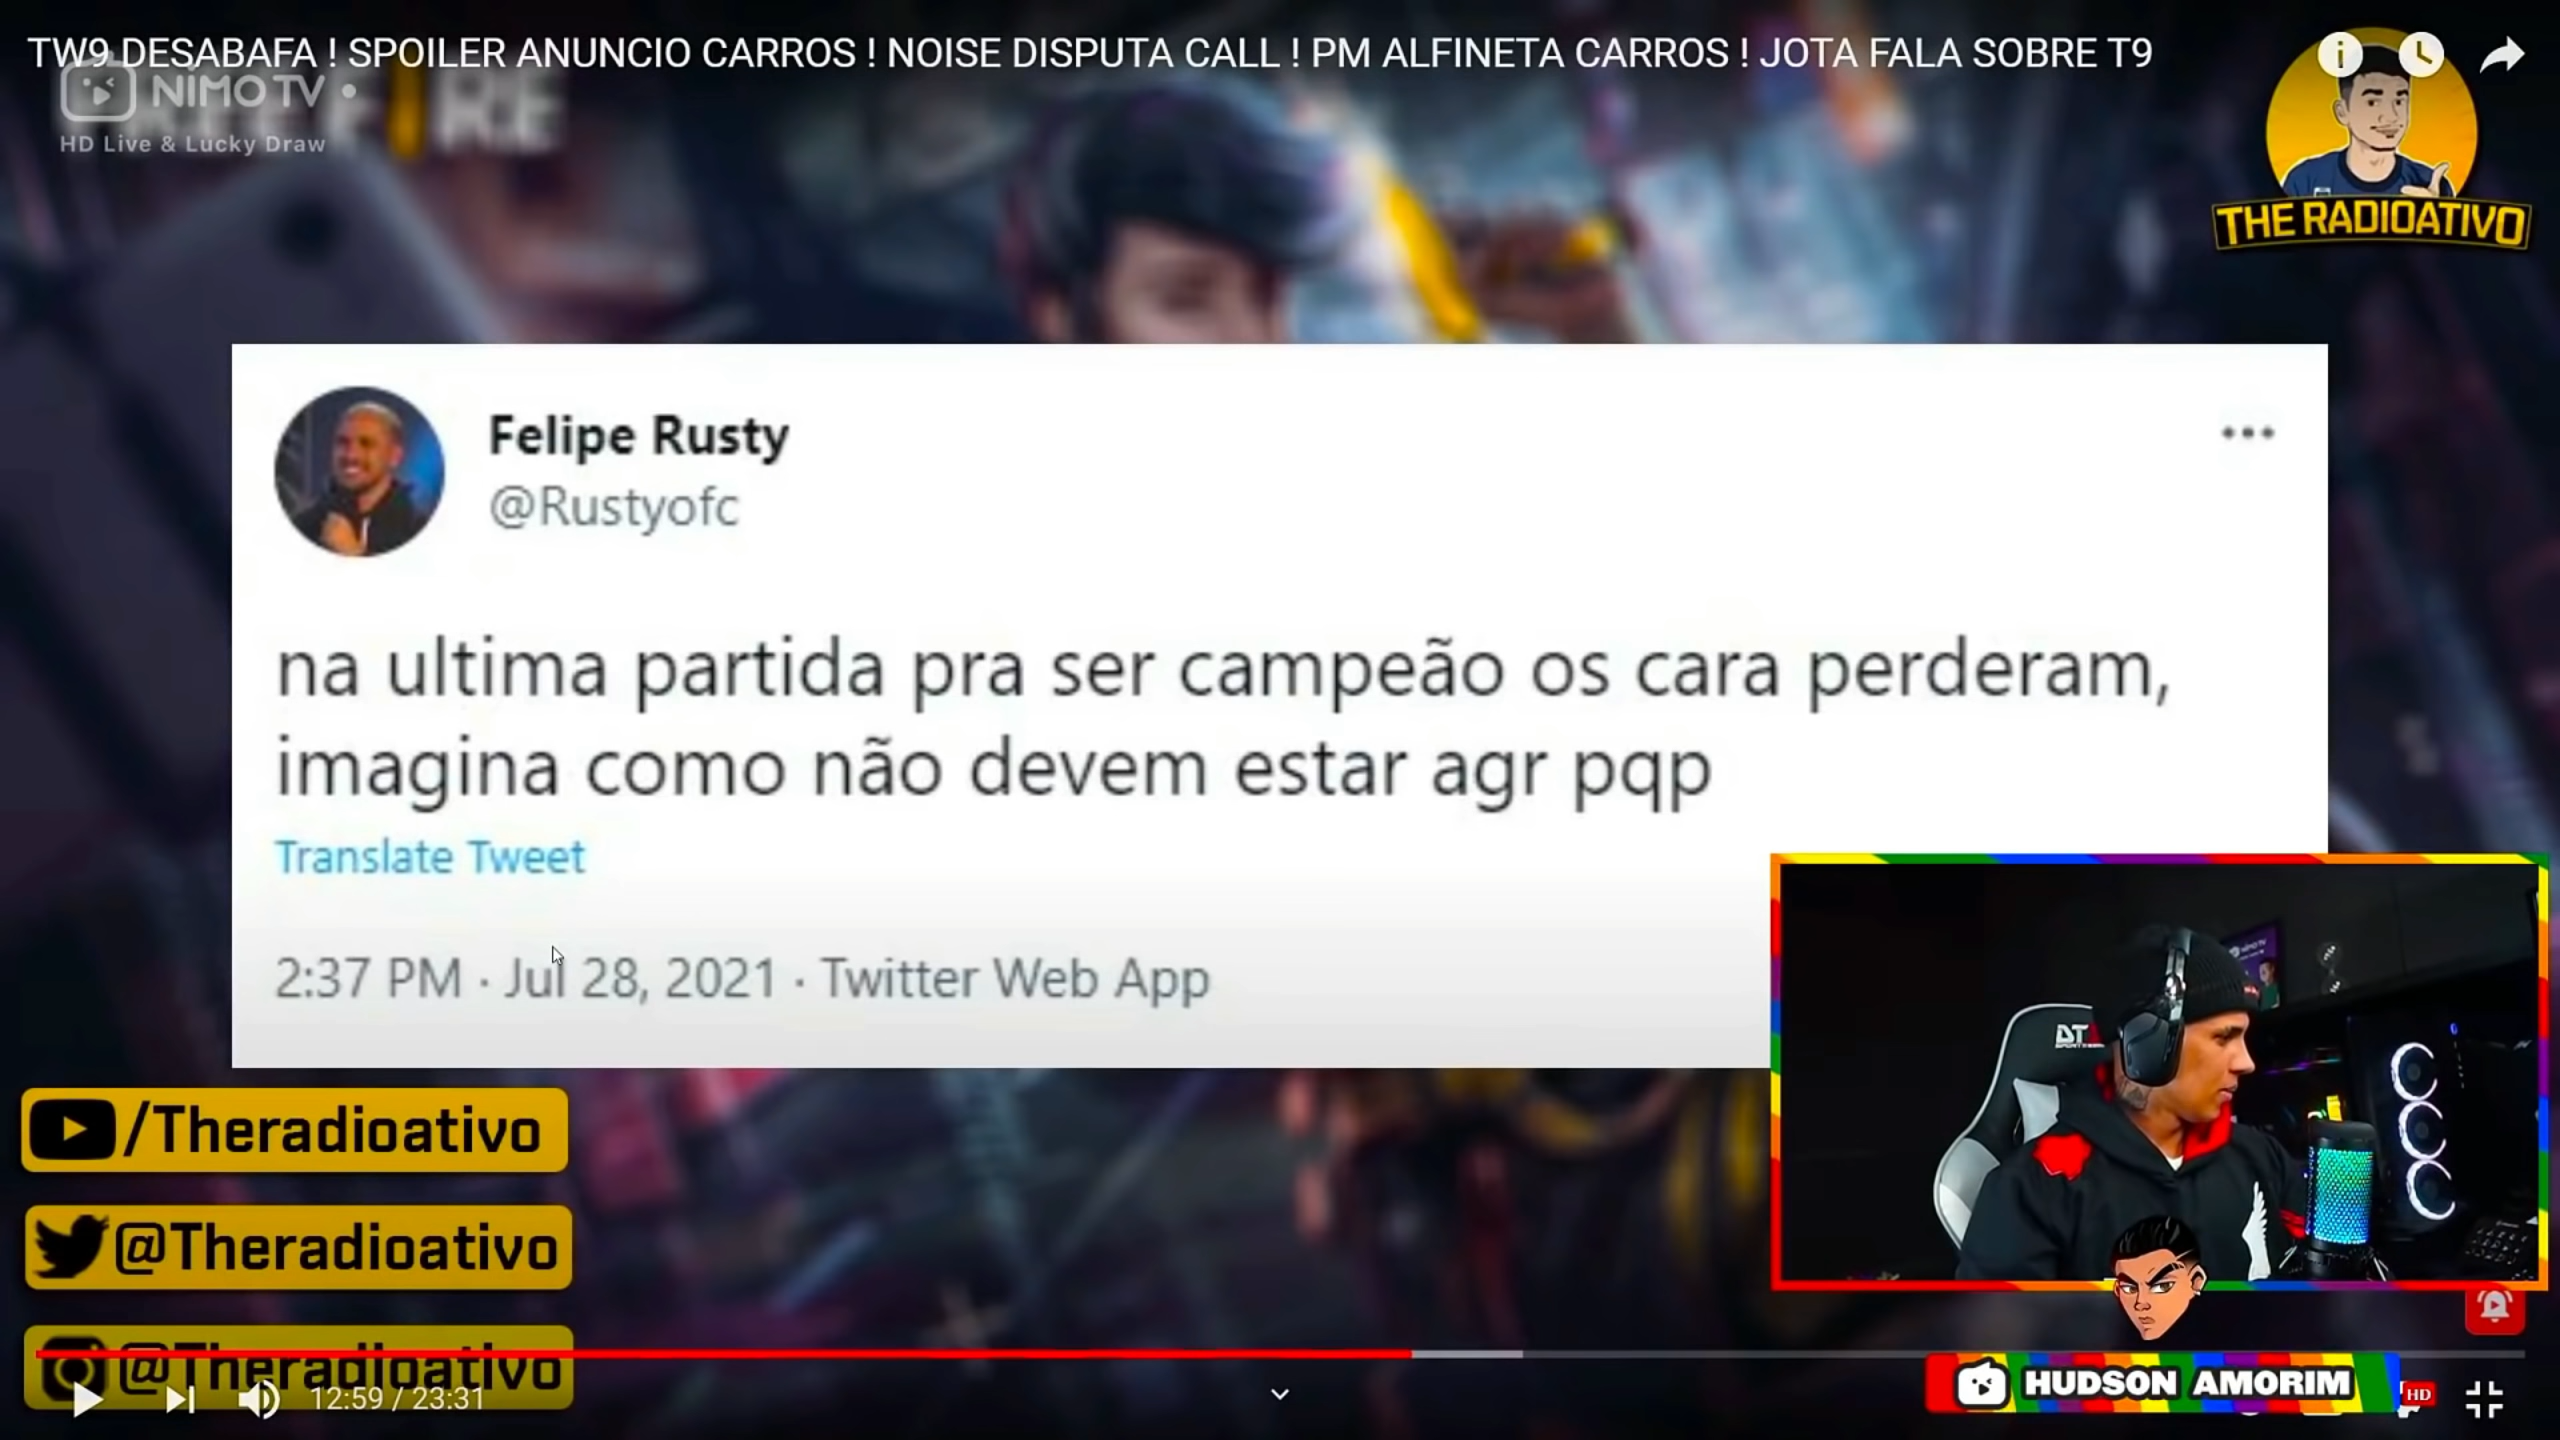 TW9 DESABAFA ! SPOILER ANUNCIO CARROS ! NOISE DISPUTA CALL ! PM ALFINETA CARROS ! JOTA FALA SOBRE T9
NIMO TV
HD Live & Lucky Draw
THE RADIOATIVO
Felipe Rusty
@Rustyofc
na ultima partida pra ser campeão os cara perderam,
imagina como não devem estar agr pqp
Translate Tweet
2:37 PM · Jul 28, 2021 · Twitter Web App
/Theradioativo
@Theradioativo
@Theradioativo
12:59 / 23:31
HUDSON AMORIM
HD